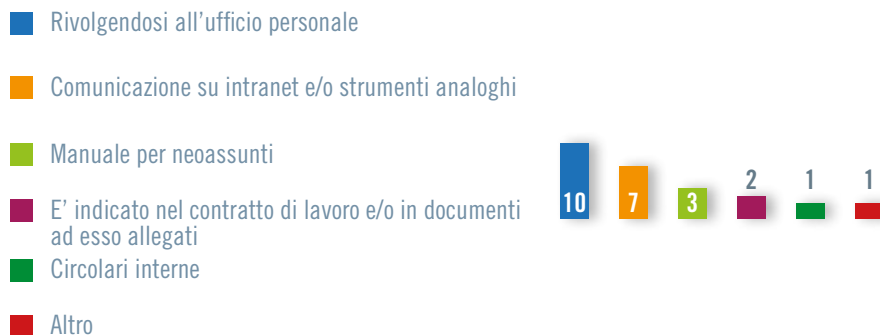 Rivolgendosi all’ufficio personale
Comunicazione su intranet e/o strumenti analoghi
Manuale per neoassunti
E’ indicato nel contratto di lavoro e/o in documenti
ad esso allegati
Circolari interne
Altro
10 7 3 2 1 1